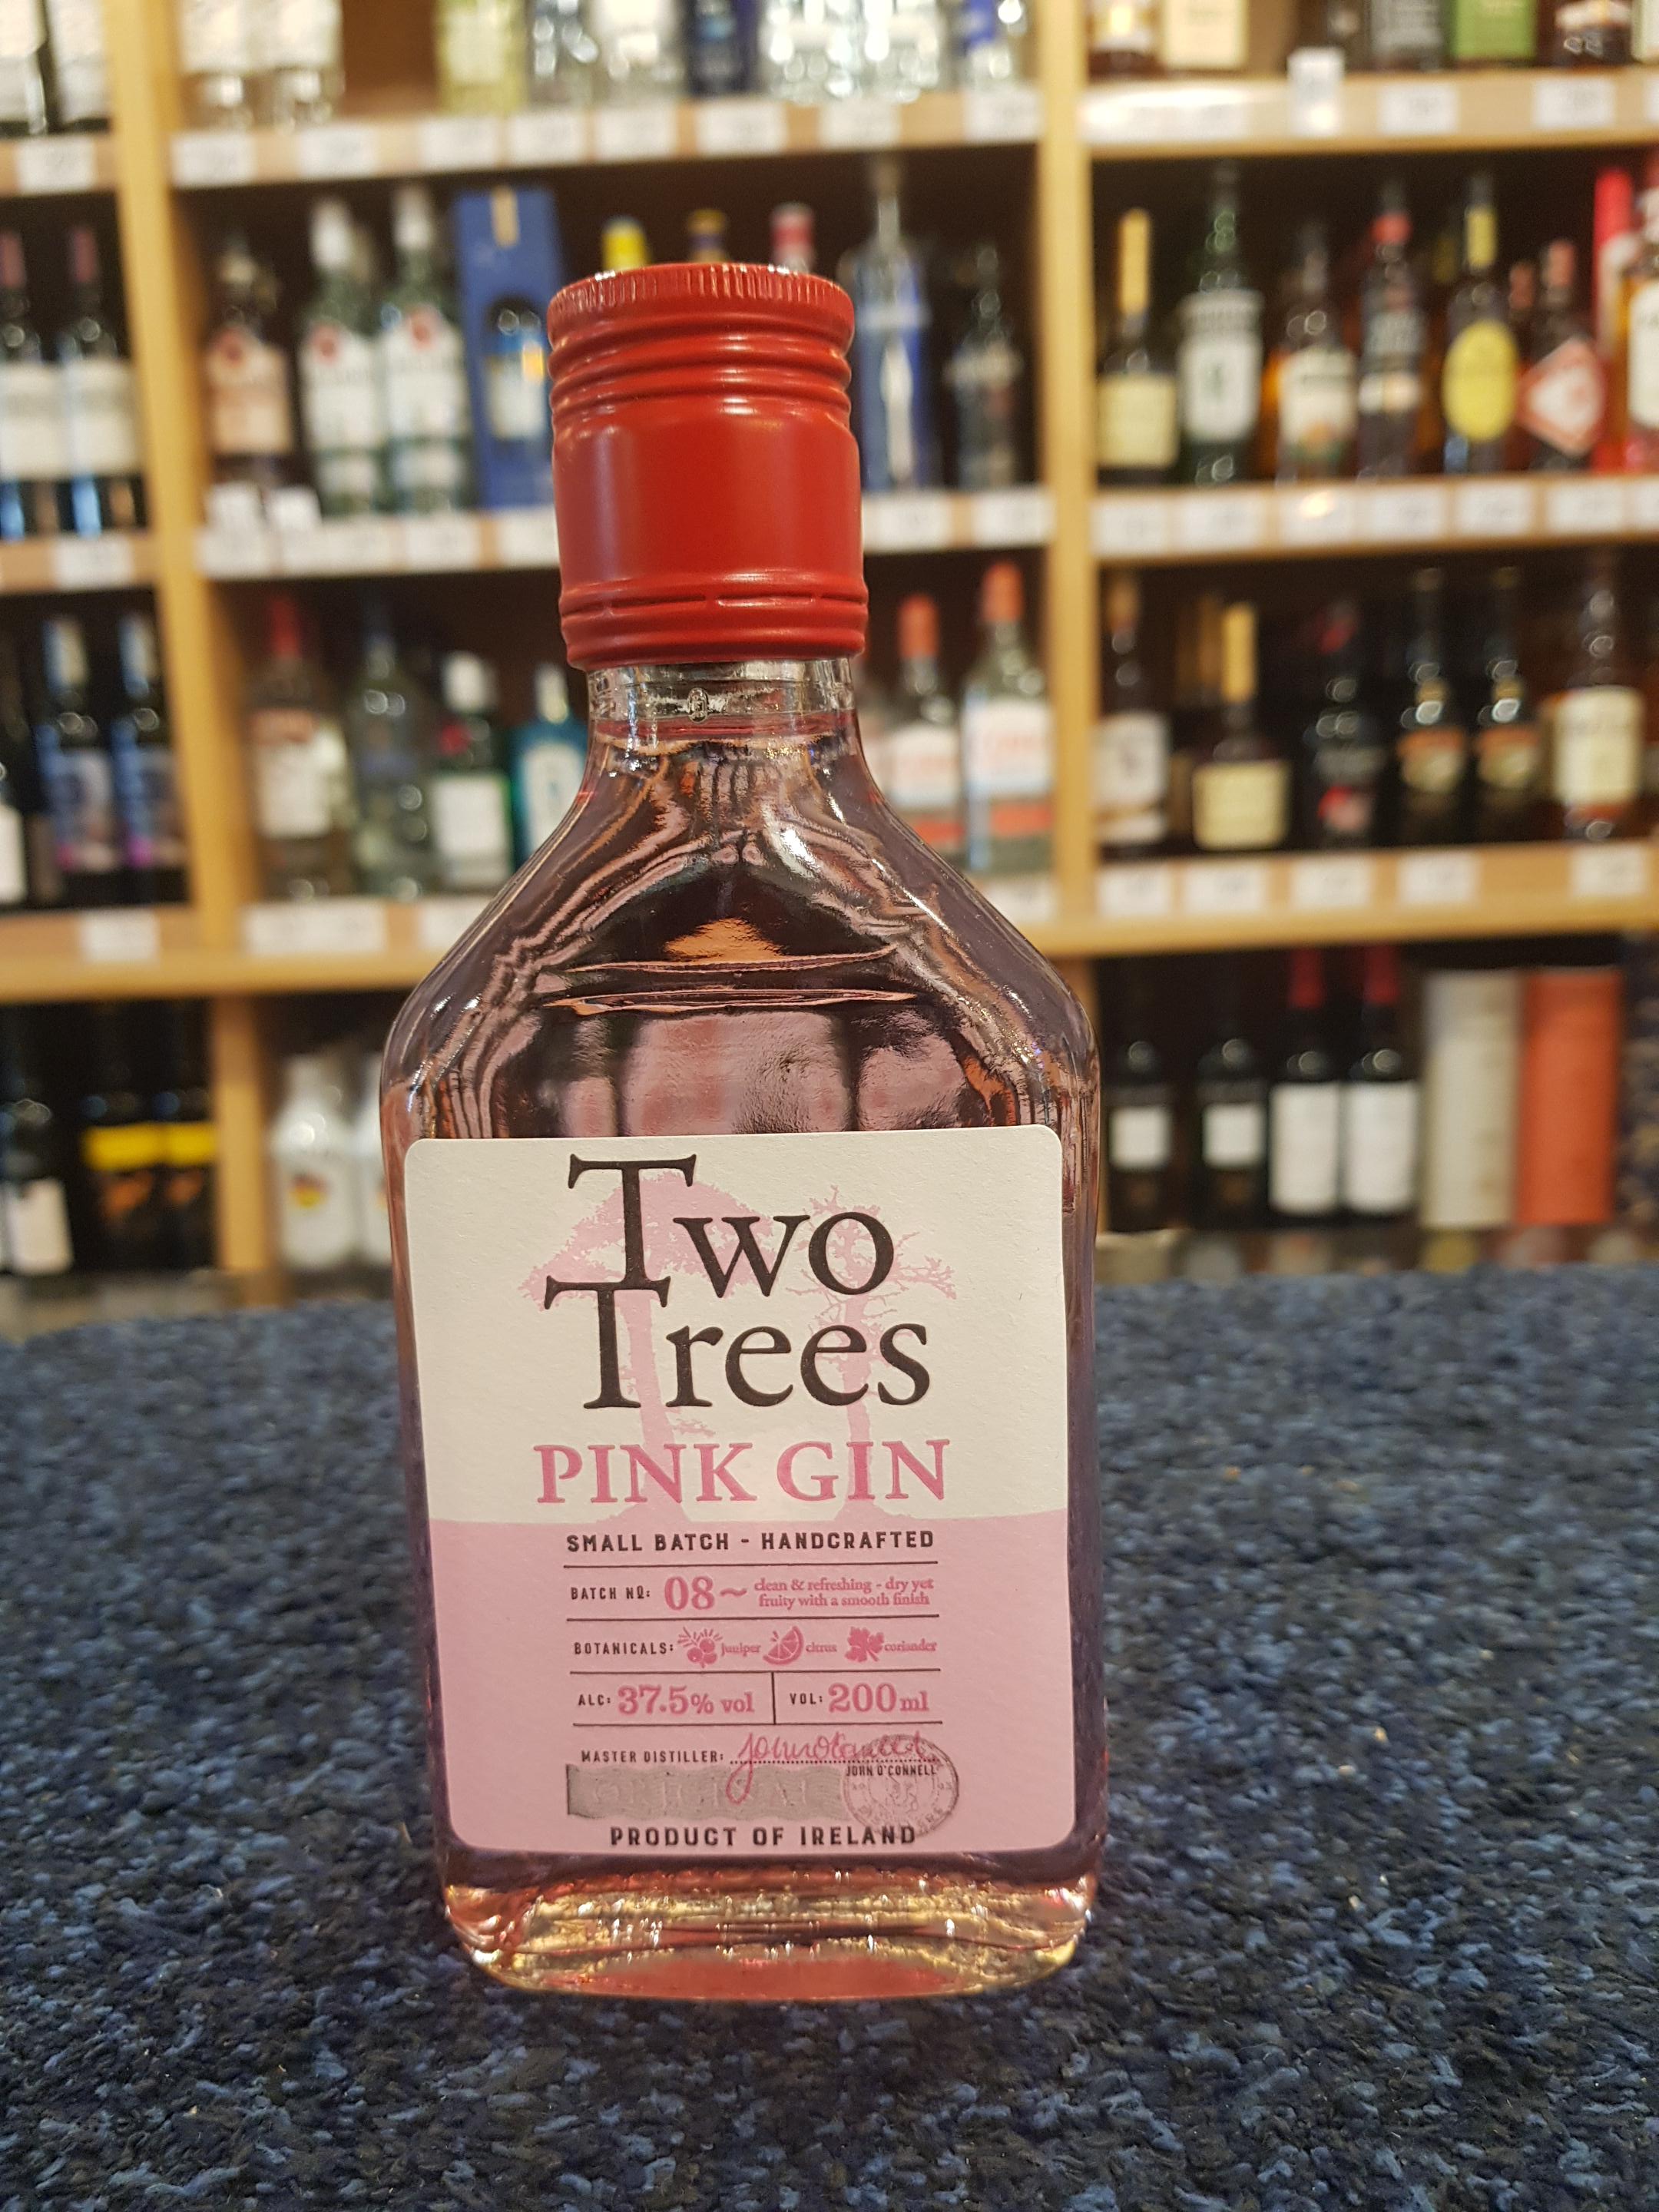 Two
Trees
PINK GIN
SMALL BATCH - HANDCRAFTED
BATCH NO: 08~ clean & refreshing - dry yet
fruity with a smooth finish
BOTANICALS: juniper citrus coriander
ALC: 37.5% vol VOL: 200ml
MASTER DISTILLER:
JOHN O'CONNELL
ORIGINAL
PRODUCT OF IRELAND